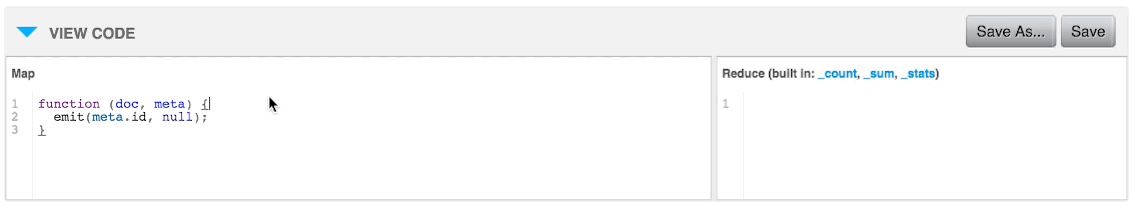 VIEW CODE
Save As...
Save
Map
1 function (doc, meta) {
2 emit(meta.id, null);
3 }
Reduce (built in: _count, _sum, _stats)
1